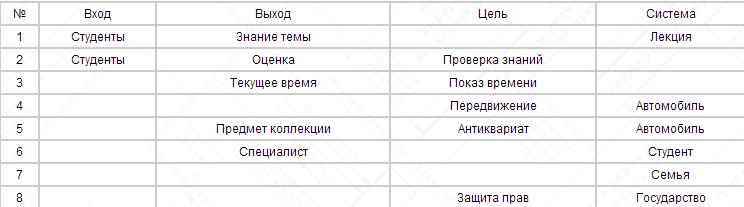 № Вход Выход Цель Система
1 Студенты Знание темы Лекция
2 Студенты Оценка Проверка знаний
3 Текущее время Показ времени
4 Передвижение Автомобиль
5 Предмет коллекции Антиквариат Автомобиль
6 Специалист Студент
7 Семья
8 Защита прав Государство